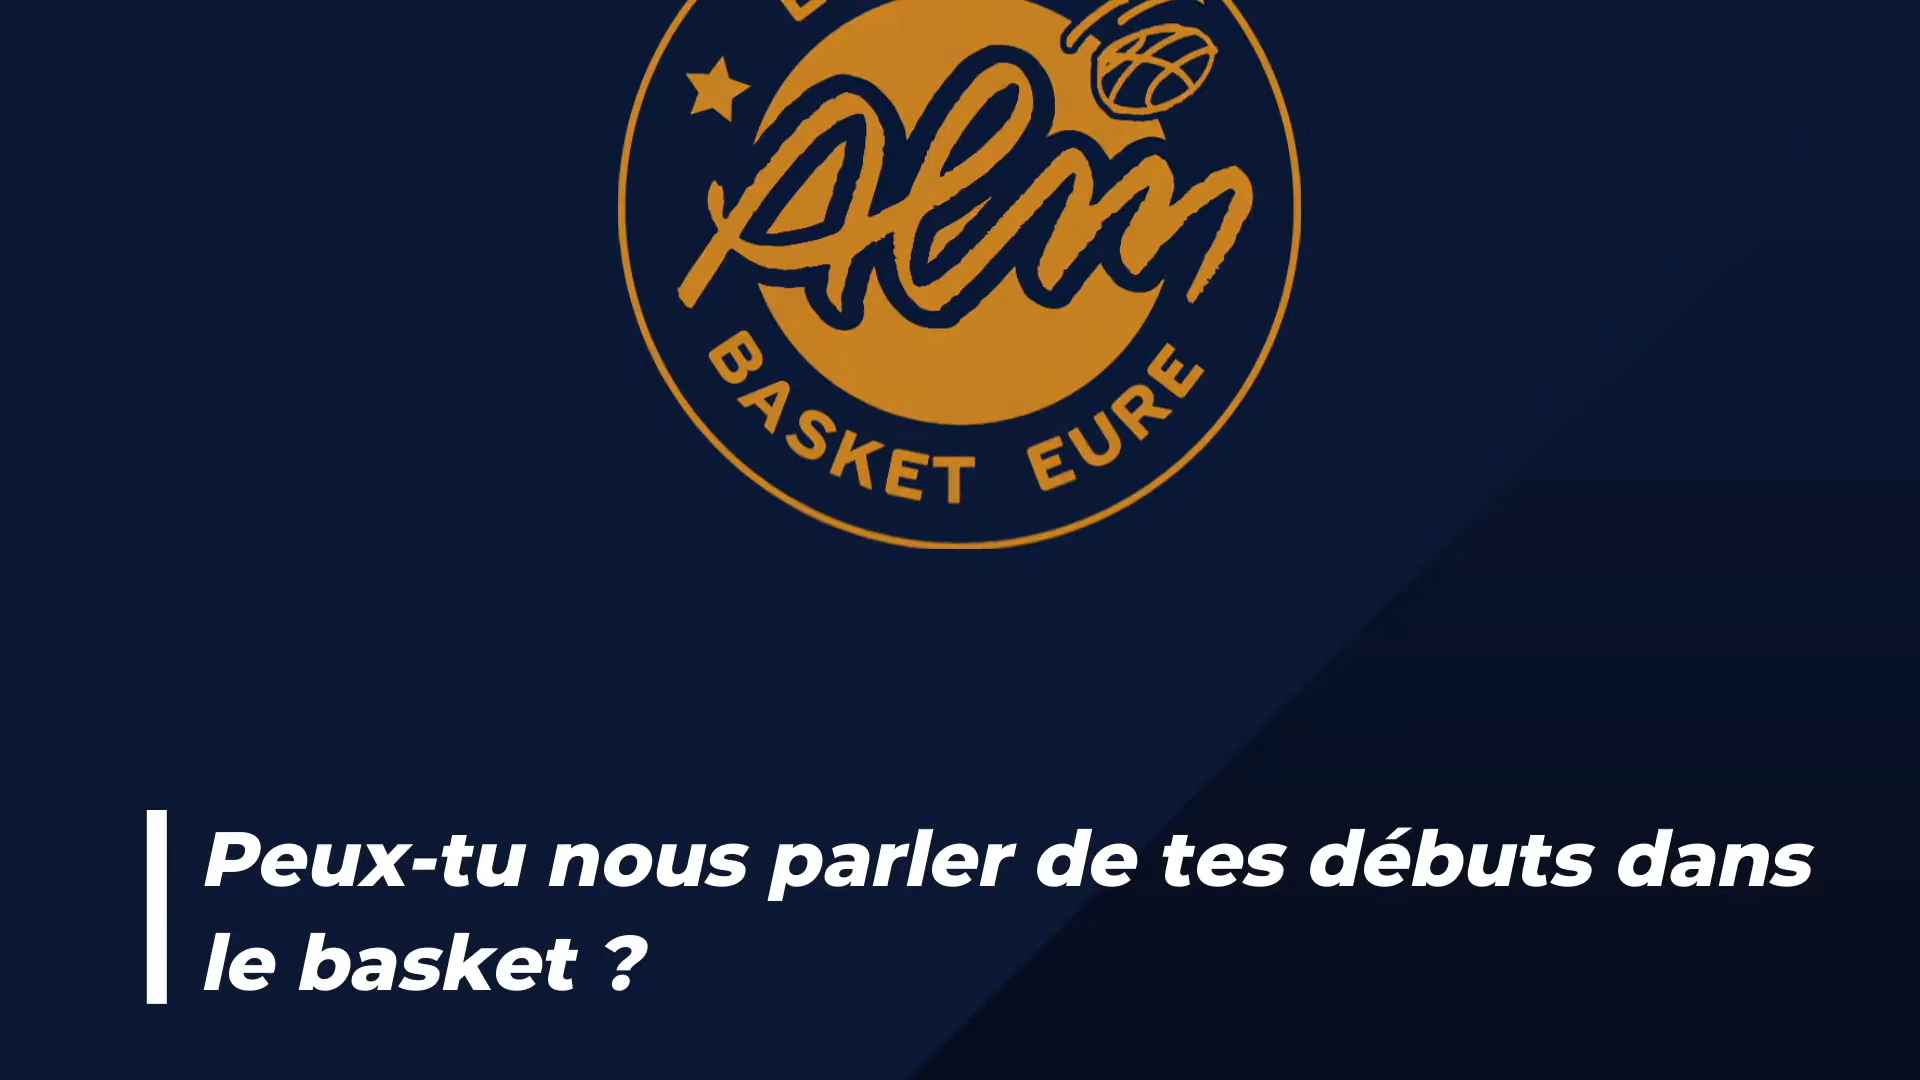 Alm
BASKET EURE
Peux-tu nous parler de tes débuts dans
le basket ?